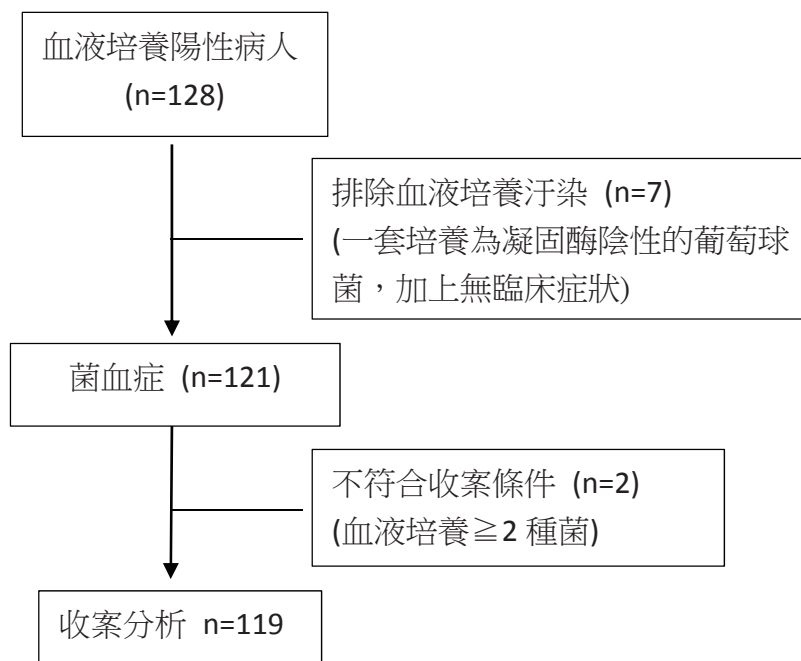 血液培養陽性病人
(n=128)
排除血液培養汙染 (n=7)
(一套培養為凝固酶陰性的葡萄球
菌，加上無臨床症狀)
菌血症 (n=121)
不符合收案條件 (n=2)
(血液培養≧2 種菌)
收案分析 n=119